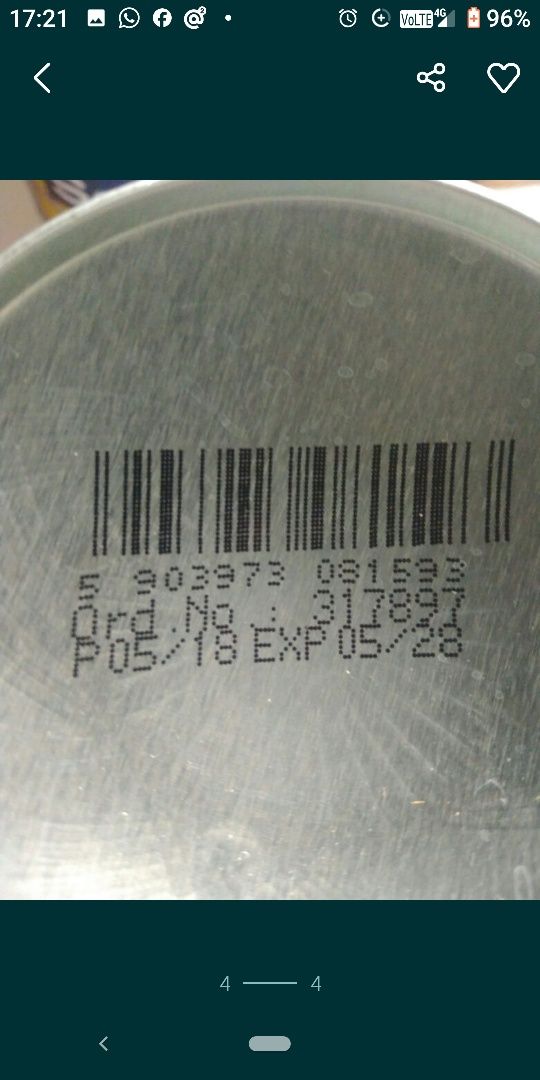 17:21
VoLTE 4G 96%
5 903973 081593
Ord.No : 317897
P05/18 EXP05/28
4 4